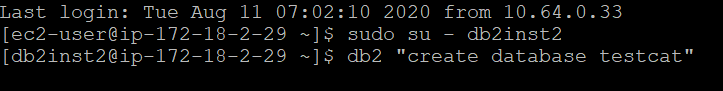 Last login: Tue Aug 11 07:02:10 2020 from 10.64.0.33
[ec2-user@ip-172-18-2-29 ~]$ sudo su - db2inst2
[db2inst2@ip-172-18-2-29 ~]$ db2 "create database testcat"